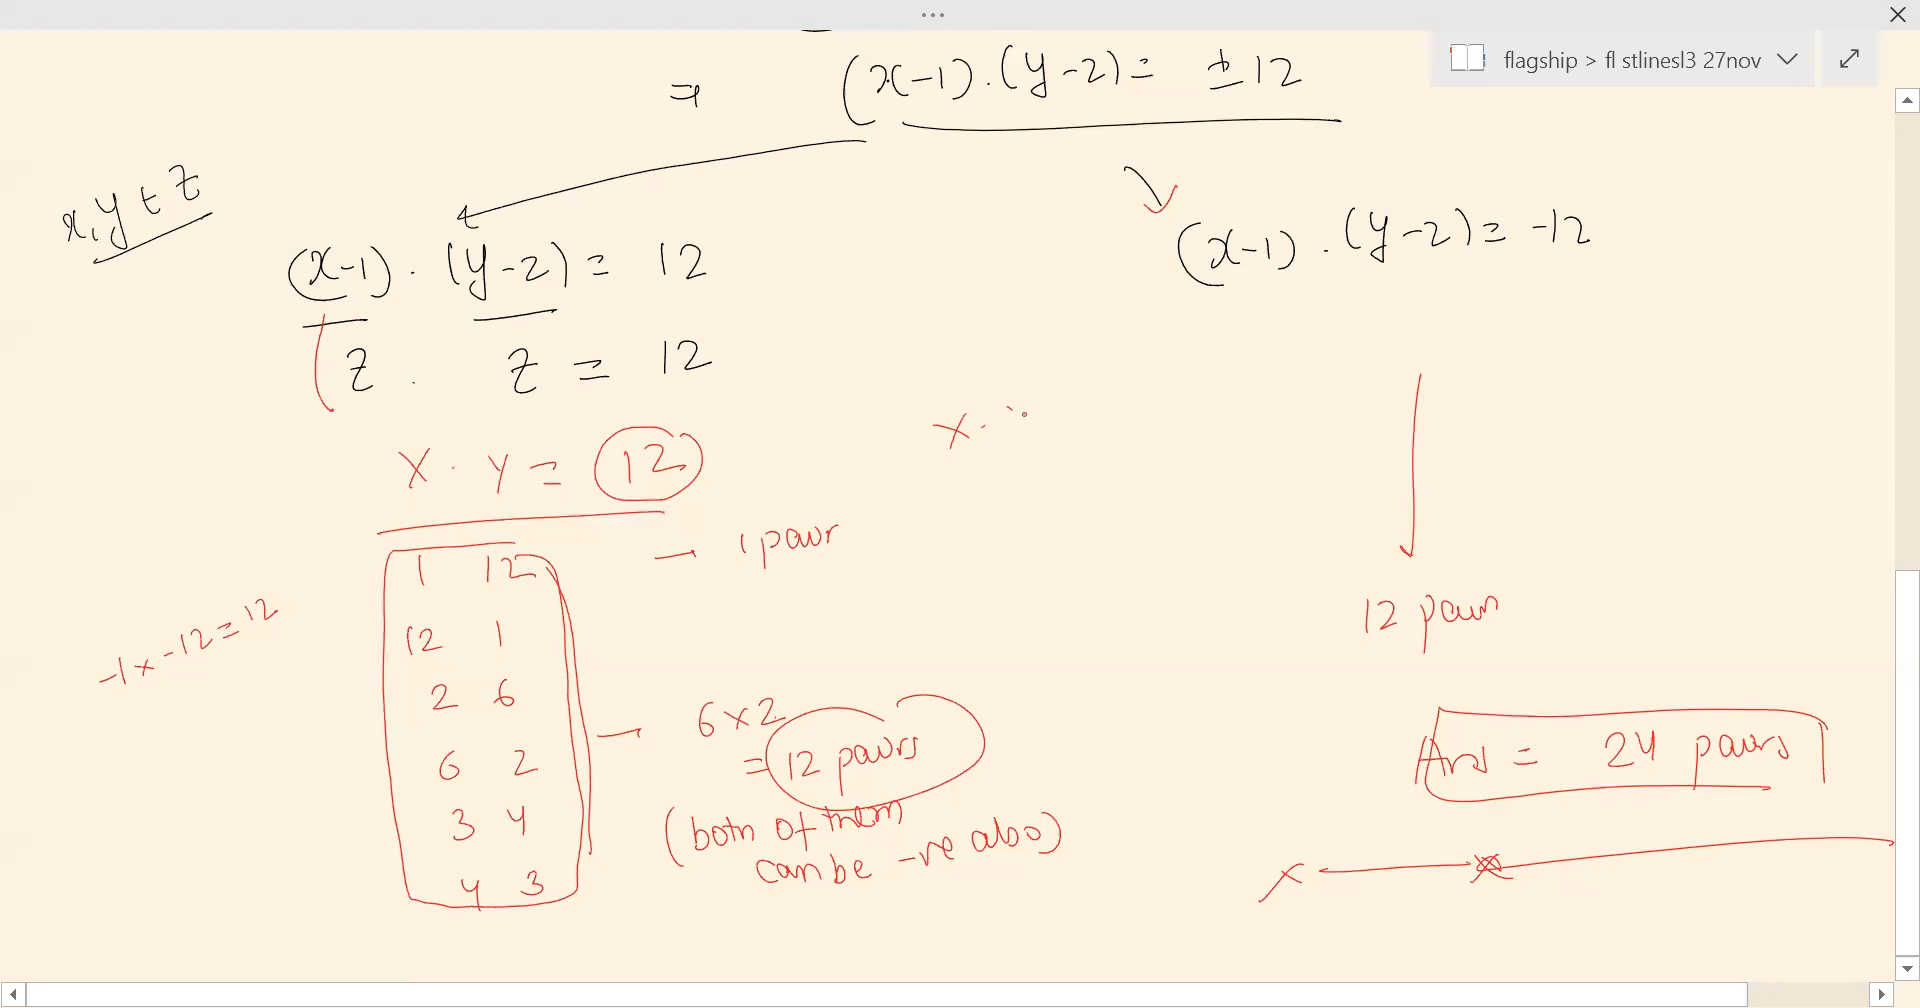 flagship > fl stlinesl3 27nov
⇒ (x-1).(y-2) = ±12
x,y ∈ Z
(x-1).(y-2) = 12
(x-1).(y-2) = -12
Z . Z = 12
X . Y = 12
X .
1 12 → 1 pair
12 1
-1 x -12 = 12
2 6
6 2
3 4
4 3
→ 6 x 2
= 12 pairs
(both of them
can be -ve also)
12 pair
Ans = 24 pairs